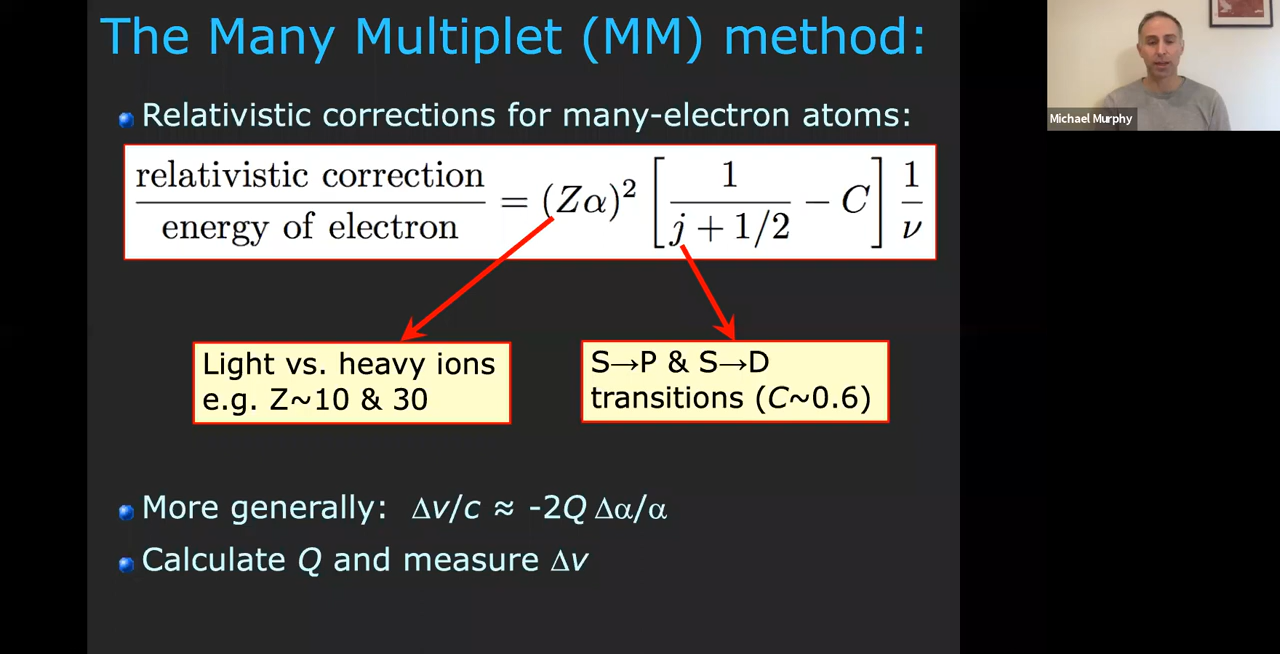 The Many Multiplet (MM) method:
Relativistic corrections for many-electron atoms:
relativistic correction / energy of electron = (Zα)² [ 1 / (j + 1/2) − C ] 1/ν
Light vs. heavy ions
e.g. Z~10 & 30
S→P & S→D
transitions (C~0.6)
More generally: Δv/c ≈ -2Q Δα/α
Calculate Q and measure Δv
Michael Murphy